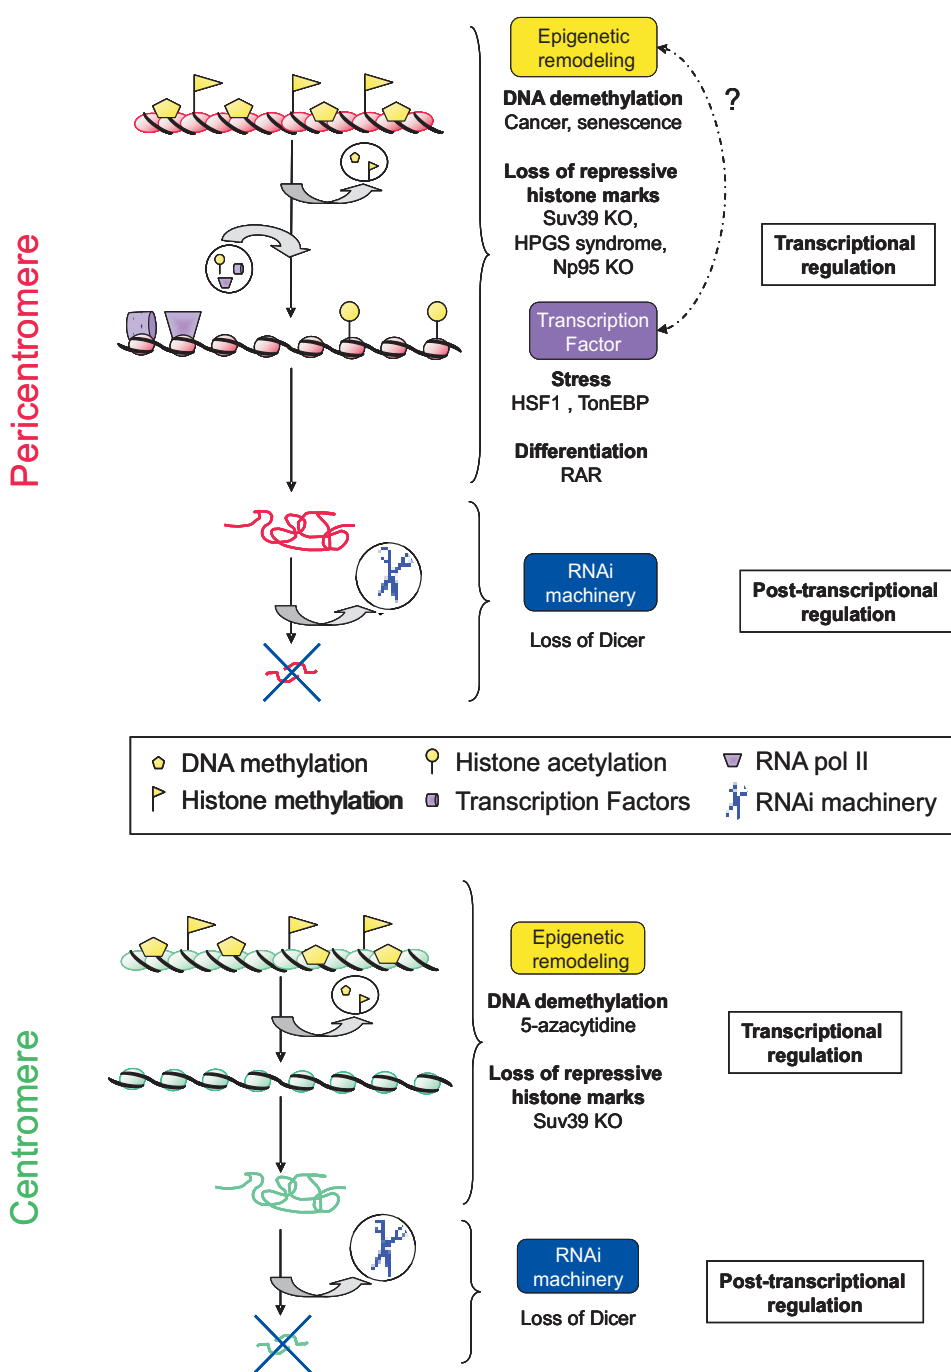 Pericentromere
Epigenetic
remodeling
?
DNA demethylation
Cancer, senescence
Loss of repressive
histone marks
Suv39 KO,
HPGS syndrome,
Np95 KO
Transcriptional
regulation
Transcription
Factor
Stress
HSF1 , TonEBP
Differentiation
RAR
RNAi
machinery
Loss of Dicer
Post-transcriptional
regulation
DNA methylation
Histone acetylation
RNA pol II
Histone methylation
Transcription Factors
RNAi machinery
Centromere
Epigenetic
remodeling
DNA demethylation
5-azacytidine
Loss of repressive
histone marks
Suv39 KO
Transcriptional
regulation
RNAi
machinery
Loss of Dicer
Post-transcriptional
regulation